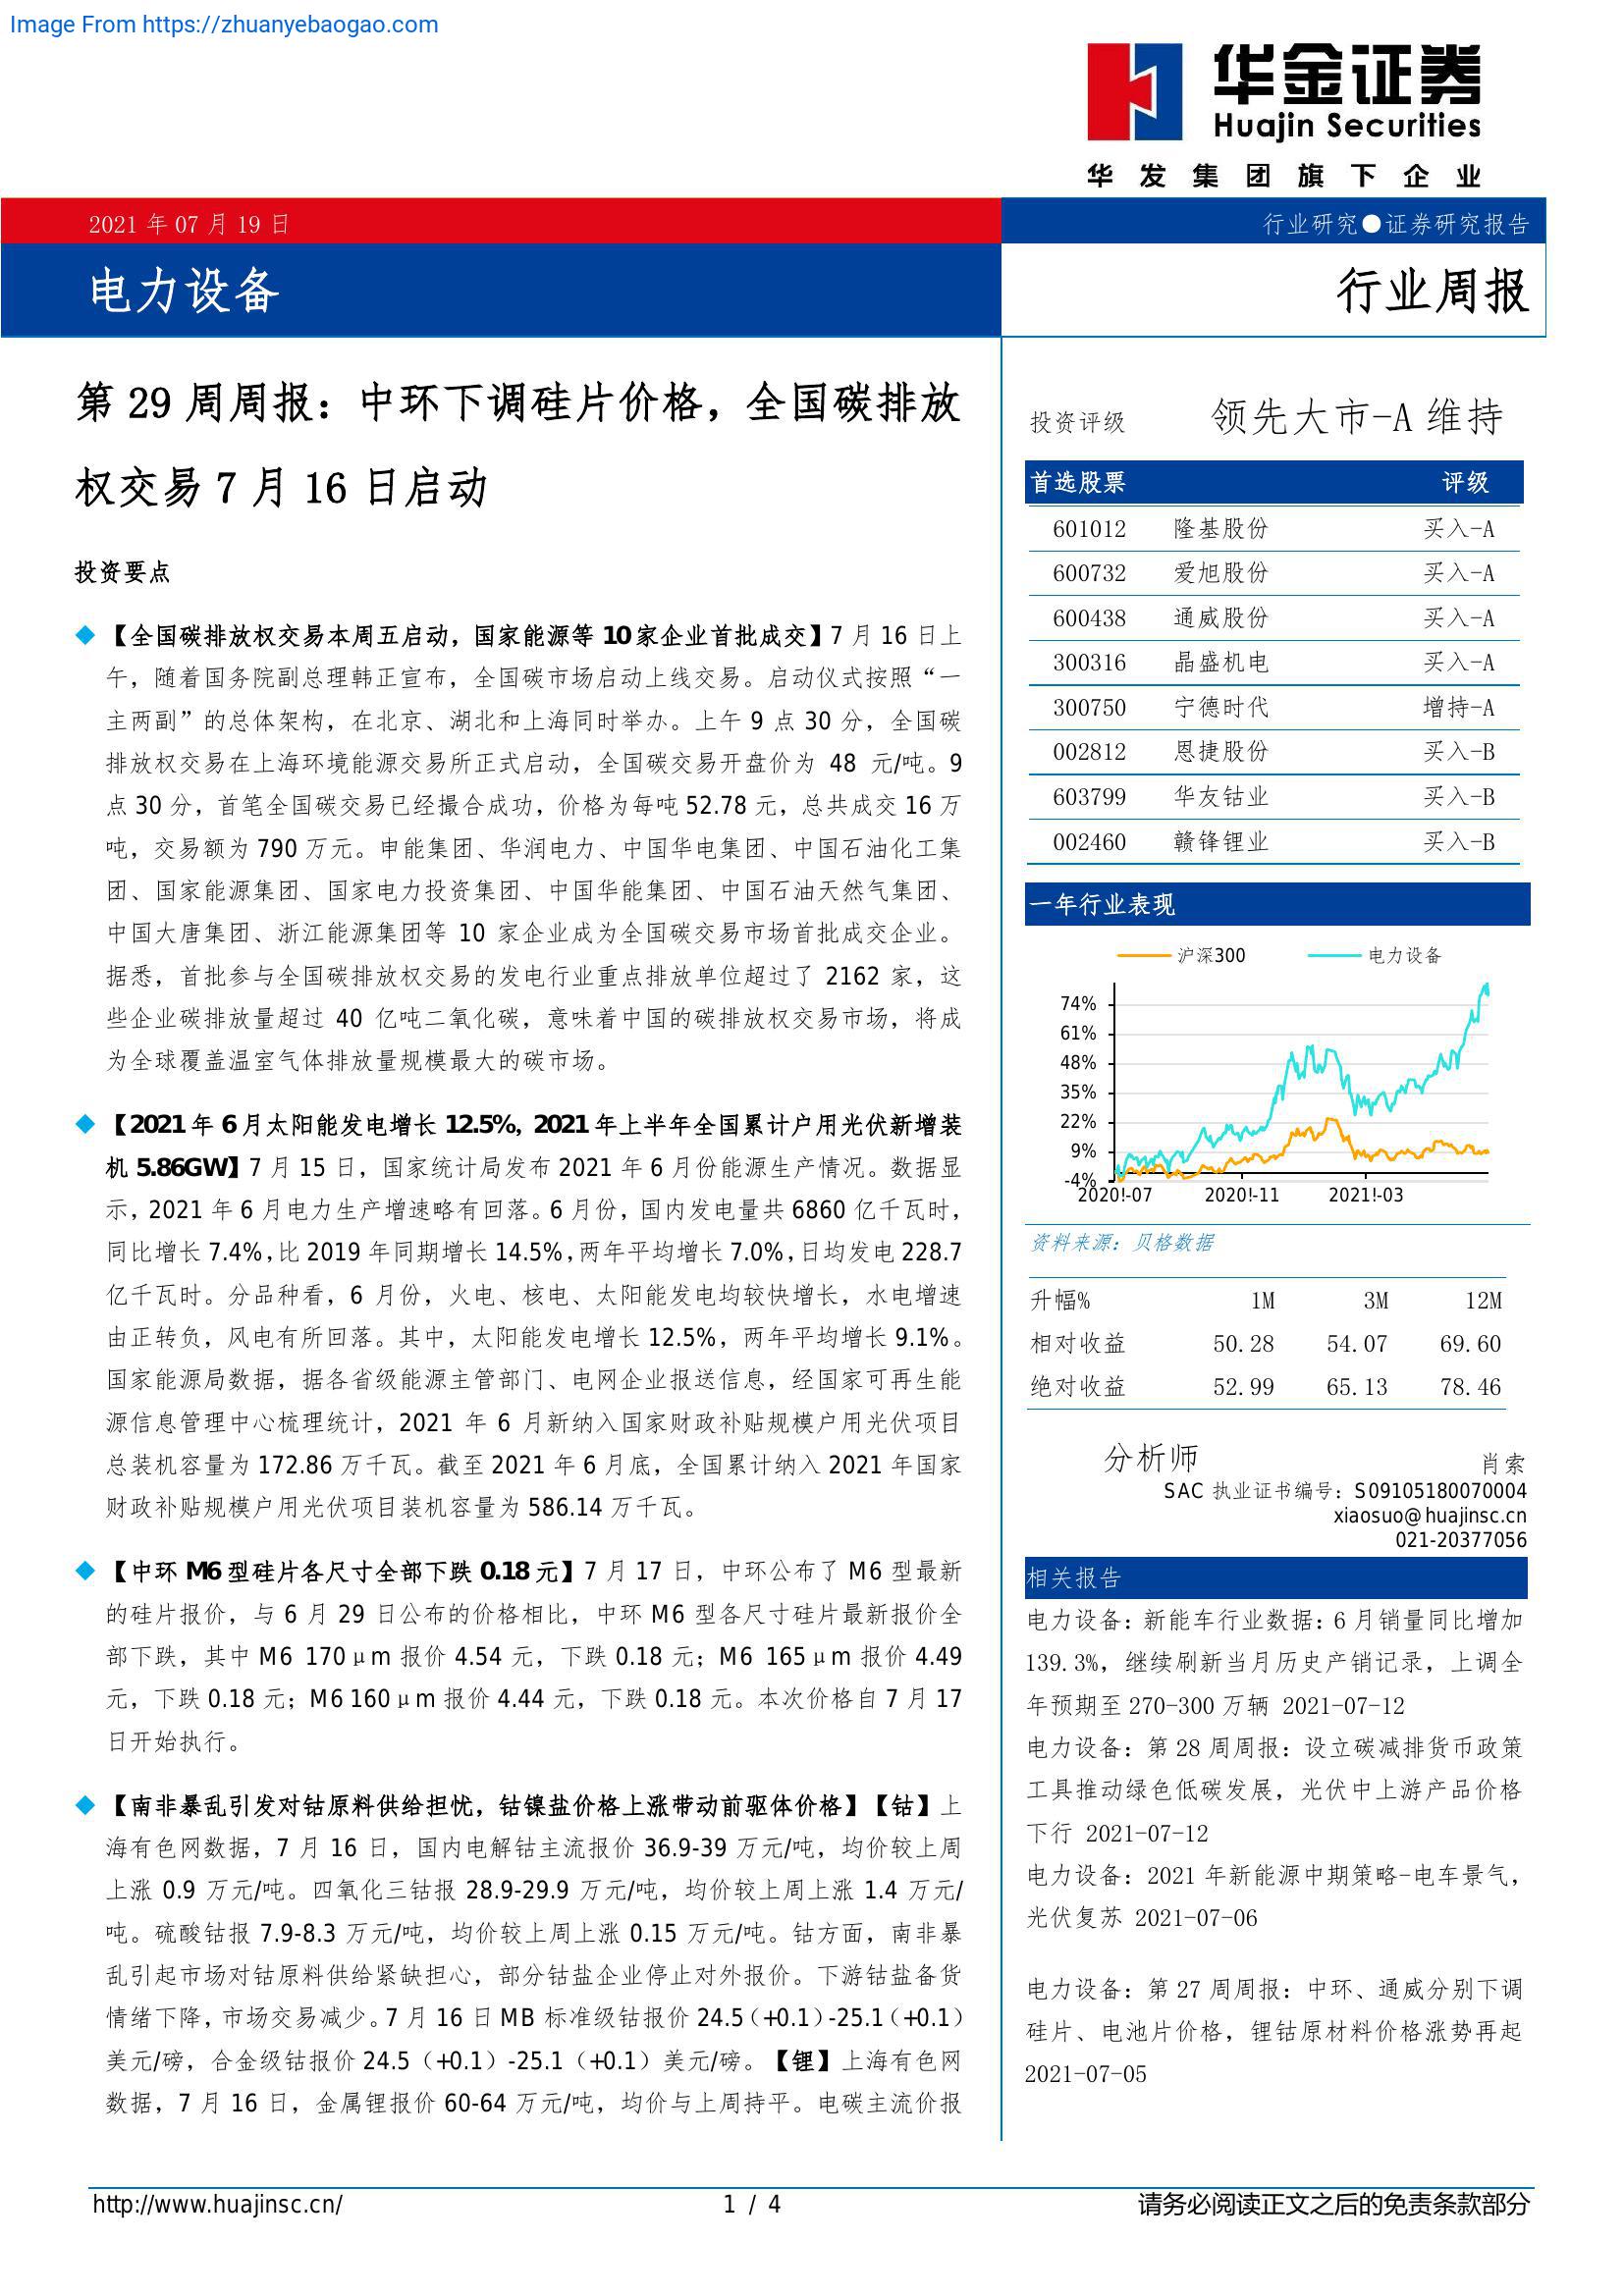 Image From https://zhuanyebaogao.com
华金证券
Huajin Securities
华发集团旗下企业
2021 年 07 月 19 日
行业研究●证券研究报告
电力设备
行业周报
第 29 周周报：中环下调硅片价格，全国碳排放
权交易 7 月 16 日启动
投资要点
◆ 【全国碳排放权交易本周五启动，国家能源等 10 家企业首批成交】7 月 16 日上
午，随着国务院副总理韩正宣布，全国碳市场启动上线交易。启动仪式按照“一
主两副”的总体架构，在北京、湖北和上海同时举办。上午 9 点 30 分，全国碳
排放权交易在上海环境能源交易所正式启动，全国碳交易开盘价为 48 元/吨。9
点 30 分，首笔全国碳交易已经撮合成功，价格为每吨 52.78 元，总共成交 16 万
吨，交易额为 790 万元。申能集团、华润电力、中国华电集团、中国石油化工集
团、国家能源集团、国家电力投资集团、中国华能集团、中国石油天然气集团、
中国大唐集团、浙江能源集团等 10 家企业成为全国碳交易市场首批成交企业。
据悉，首批参与全国碳排放权交易的发电行业重点排放单位超过了 2162 家，这
些企业碳排放量超过 40 亿吨二氧化碳，意味着中国的碳排放权交易市场，将成
为全球覆盖温室气体排放量规模最大的碳市场。
◆ 【2021 年 6 月太阳能发电增长 12.5%，2021 年上半年全国累计户用光伏新增装
机 5.86GW】7 月 15 日，国家统计局发布 2021 年 6 月份能源生产情况。数据显
示，2021 年 6 月电力生产增速略有回落。6 月份，国内发电量共 6860 亿千瓦时，
同比增长 7.4%，比 2019 年同期增长 14.5%，两年平均增长 7.0%，日均发电 228.7
亿千瓦时。分品种看，6 月份，火电、核电、太阳能发电均较快增长，水电增速
由正转负，风电有所回落。其中，太阳能发电增长 12.5%，两年平均增长 9.1%。
国家能源局数据，据各省级能源主管部门、电网企业报送信息，经国家可再生能
源信息管理中心梳理统计，2021 年 6 月新纳入国家财政补贴规模户用光伏项目
总装机容量为 172.86 万千瓦。截至 2021 年 6 月底，全国累计纳入 2021 年国家
财政补贴规模户用光伏项目装机容量为 586.14 万千瓦。
◆ 【中环 M6 型硅片各尺寸全部下跌 0.18 元】7 月 17 日，中环公布了 M6 型最新
的硅片报价，与 6 月 29 日公布的价格相比，中环 M6 型各尺寸硅片最新报价全
部下跌，其中 M6 170μm 报价 4.54 元，下跌 0.18 元；M6 165μm 报价 4.49
元，下跌 0.18 元；M6 160μm 报价 4.44 元，下跌 0.18 元。本次价格自 7 月 17
日开始执行。
◆ 【南非暴乱引发对钴原料供给担忧，钴镍盐价格上涨带动前驱体价格】【钴】上
海有色网数据，7 月 16 日，国内电解钴主流报价 36.9-39 万元/吨，均价较上周
上涨 0.9 万元/吨。四氧化三钴报 28.9-29.9 万元/吨，均价较上周上涨 1.4 万元/
吨。硫酸钴报 7.9-8.3 万元/吨，均价较上周上涨 0.15 万元/吨。钴方面，南非暴
乱引起市场对钴原料供给紧缺担心，部分钴盐企业停止对外报价。下游钴盐备货
情绪下降，市场交易减少。7 月 16 日 MB 标准级钴报价 24.5（+0.1）-25.1（+0.1）
美元/磅，合金级钴报价 24.5（+0.1）-25.1（+0.1）美元/磅。【锂】上海有色网
数据，7 月 16 日，金属锂报价 60-64 万元/吨，均价与上周持平。电碳主流价报
投资评级 领先大市-A 维持
首选股票 评级
601012 隆基股份 买入-A
600732 爱旭股份 买入-A
600438 通威股份 买入-A
300316 晶盛机电 买入-A
300750 宁德时代 增持-A
002812 恩捷股份 买入-B
603799 华友钴业 买入-B
002460 赣锋锂业 买入-B
一年行业表现
沪深300 电力设备
74%
61%
48%
35%
22%
9%
-4%
2020!-07 2020!-11 2021!-03
资料来源：贝格数据
升幅% 1M 3M 12M
相对收益 50.28 54.07 69.60
绝对收益 52.99 65.13 78.46
分析师 肖索
SAC 执业证书编号：S09105180070004
xiaosuo@huajinsc.cn
021-20377056
相关报告
电力设备：新能车行业数据：6 月销量同比增加
139.3%，继续刷新当月历史产销记录，上调全
年预期至 270-300 万辆 2021-07-12
电力设备：第 28 周周报：设立碳减排货币政策
工具推动绿色低碳发展，光伏中上游产品价格
下行 2021-07-12
电力设备：2021 年新能源中期策略-电车景气，
光伏复苏 2021-07-06
电力设备：第 27 周周报：中环、通威分别下调
硅片、电池片价格，锂钴原材料价格涨势再起
2021-07-05
http://www.huajinsc.cn/ 1 / 4 请务必阅读正文之后的免责条款部分